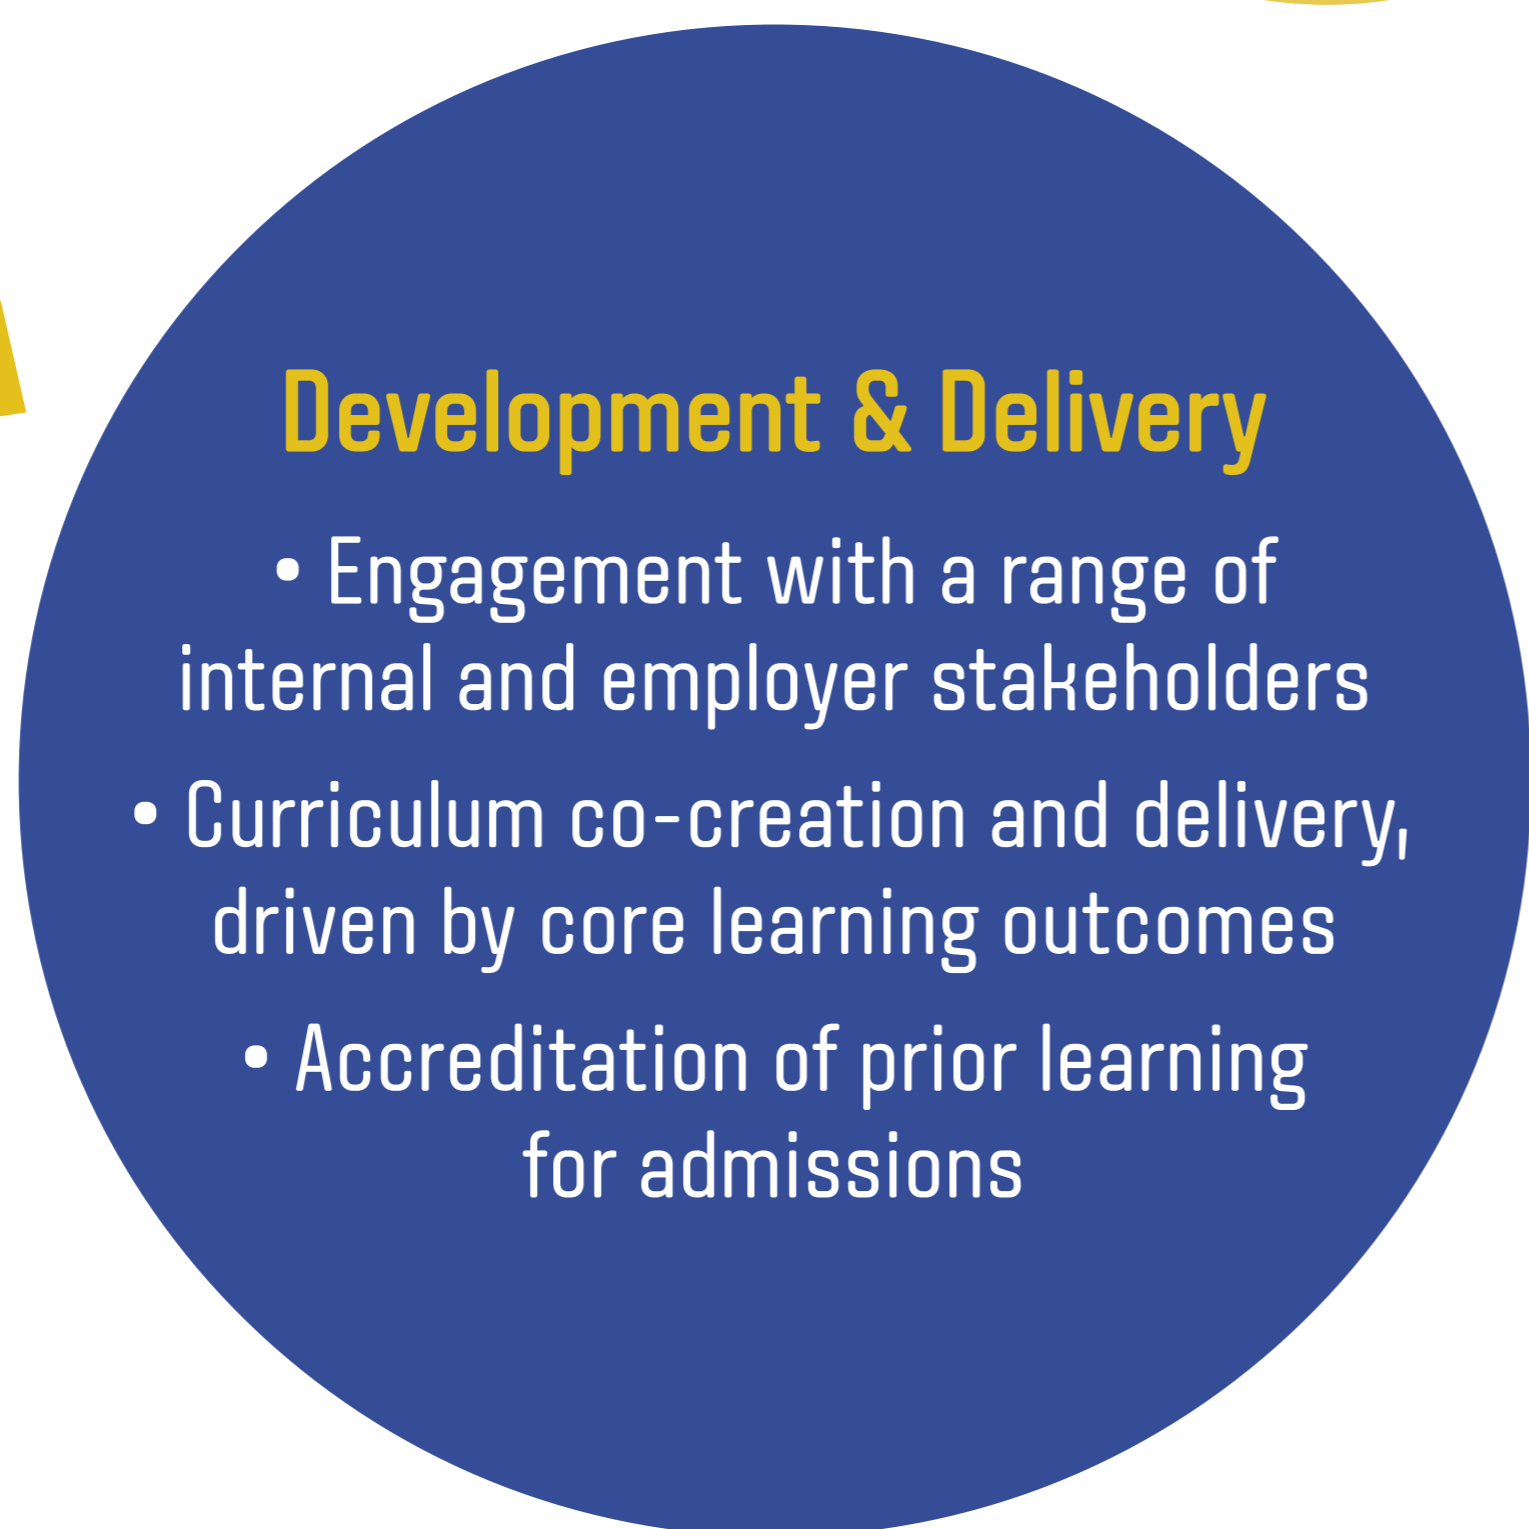 Development & Delivery
• Engagement with a range of
internal and employer stakeholders
• Curriculum co-creation and delivery,
driven by core learning outcomes
• Accreditation of prior learning
for admissions